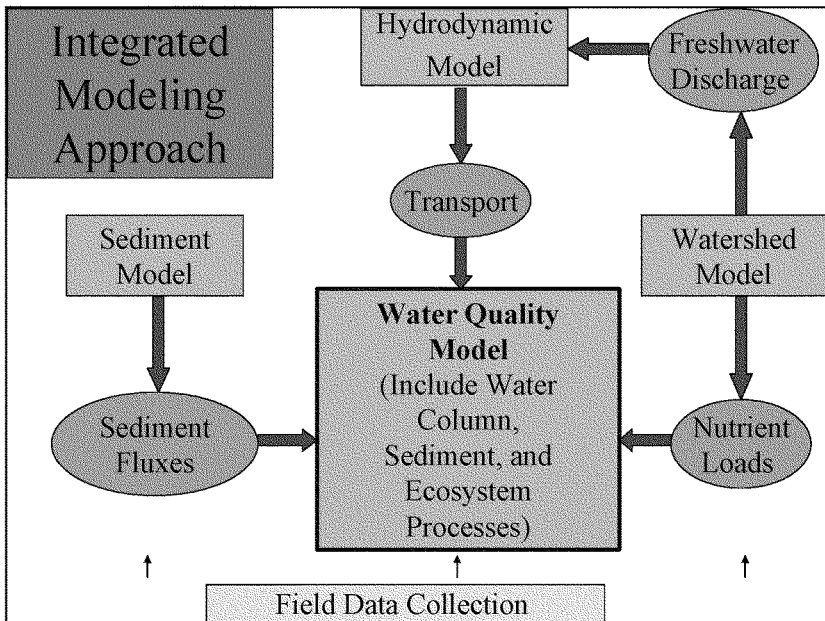 Integrated
Modeling
Approach
Hydrodynamic
Model
Freshwater
Discharge
Transport
Sediment
Model
Watershed
Model
Water Quality
Model
(Include Water
Column,
Sediment, and
Ecosystem
Processes)
Sediment
Fluxes
Nutrient
Loads
Field Data Collection